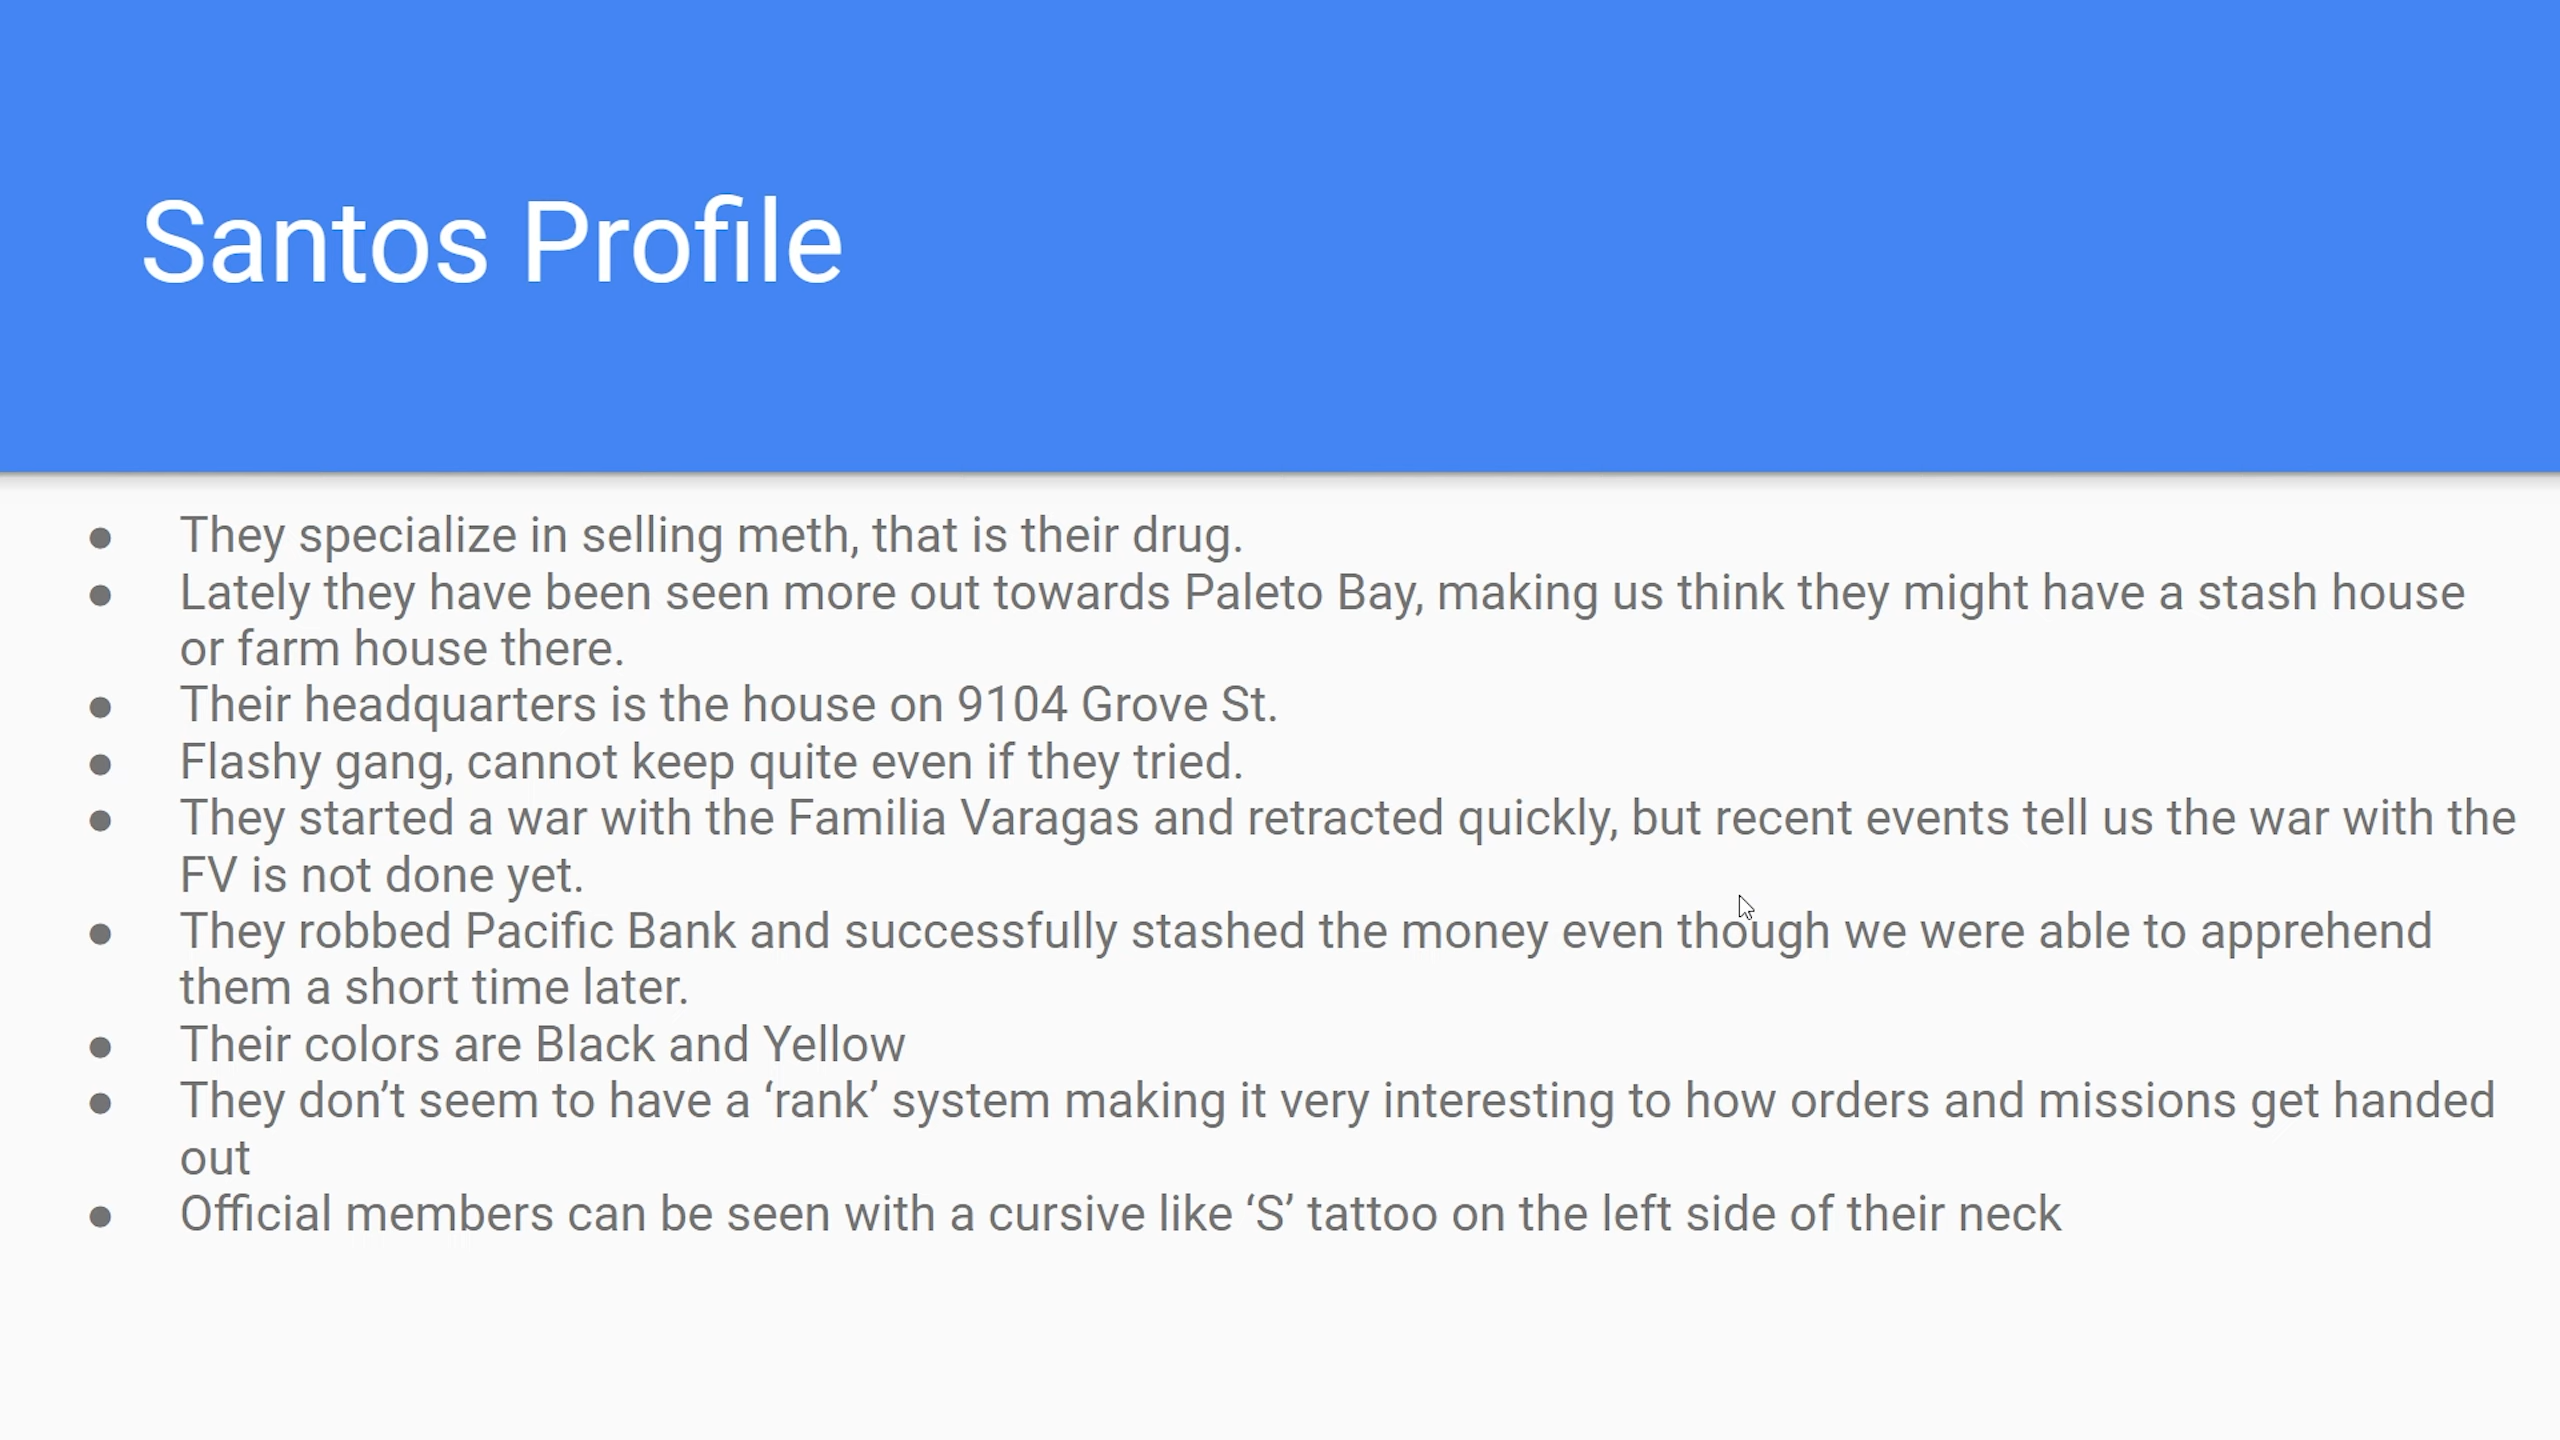 Santos Profile
● They specialize in selling meth, that is their drug.
● Lately they have been seen more out towards Paleto Bay, making us think they might have a stash house
or farm house there.
● Their headquarters is the house on 9104 Grove St.
● Flashy gang, cannot keep quite even if they tried.
● They started a war with the Familia Varagas and retracted quickly, but recent events tell us the war with the
FV is not done yet.
● They robbed Pacific Bank and successfully stashed the money even though we were able to apprehend
them a short time later.
● Their colors are Black and Yellow
● They don’t seem to have a ‘rank’ system making it very interesting to how orders and missions get handed
out
● Official members can be seen with a cursive like ‘S’ tattoo on the left side of their neck